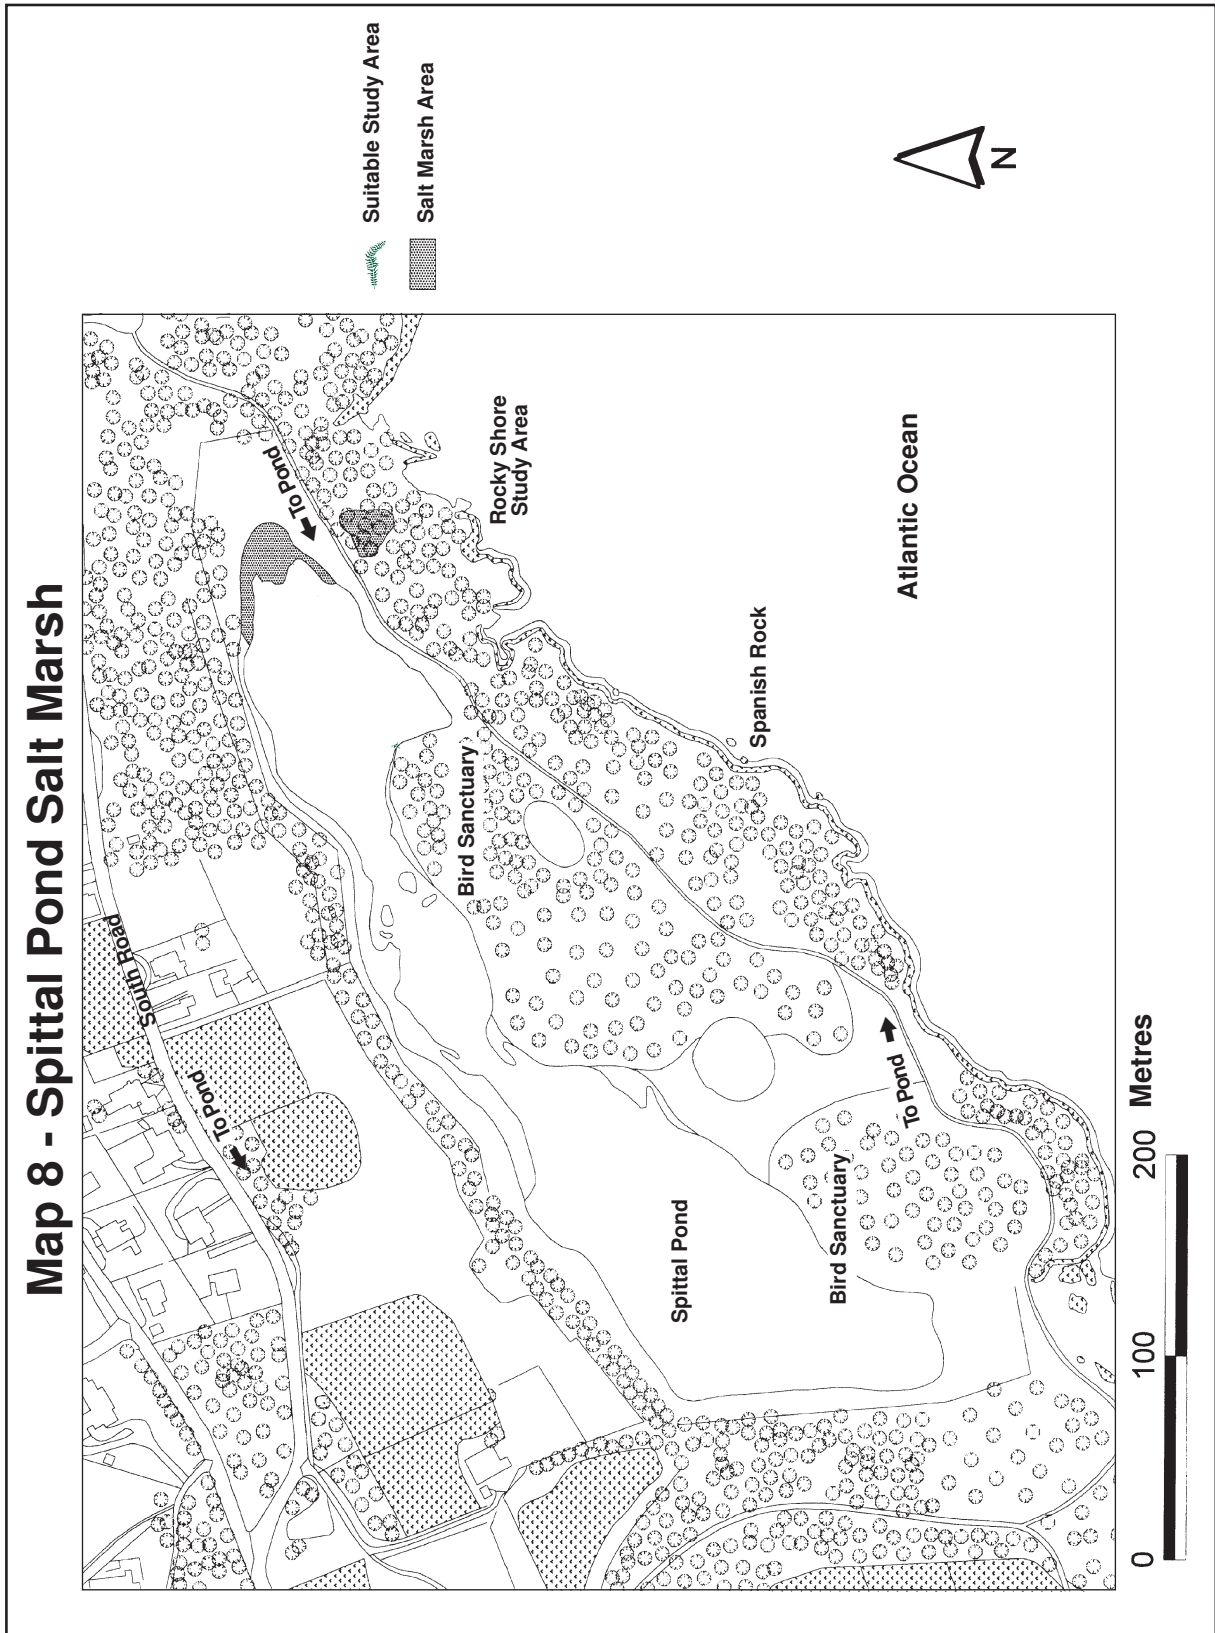 Map 8 - Spittal Pond Salt Marsh
Suitable Study Area
Salt Marsh Area
N
South Road
To Pond
To Pond
Rocky Shore
Study Area
Bird Sanctuary
Spanish Rock
Atlantic Ocean
Spittal Pond
Bird Sanctuary
To Pond
0
100
200
Metres